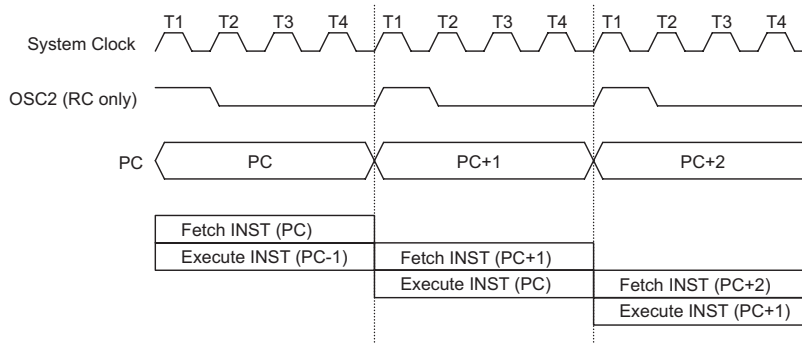 T1 T2 T3 T4 T1 T2 T3 T4 T1 T2 T3 T4
System Clock
OSC2 (RC only)
PC PC PC+1 PC+2
Fetch INST (PC)
Execute INST (PC-1) Fetch INST (PC+1)
Execute INST (PC) Fetch INST (PC+2)
Execute INST (PC+1)